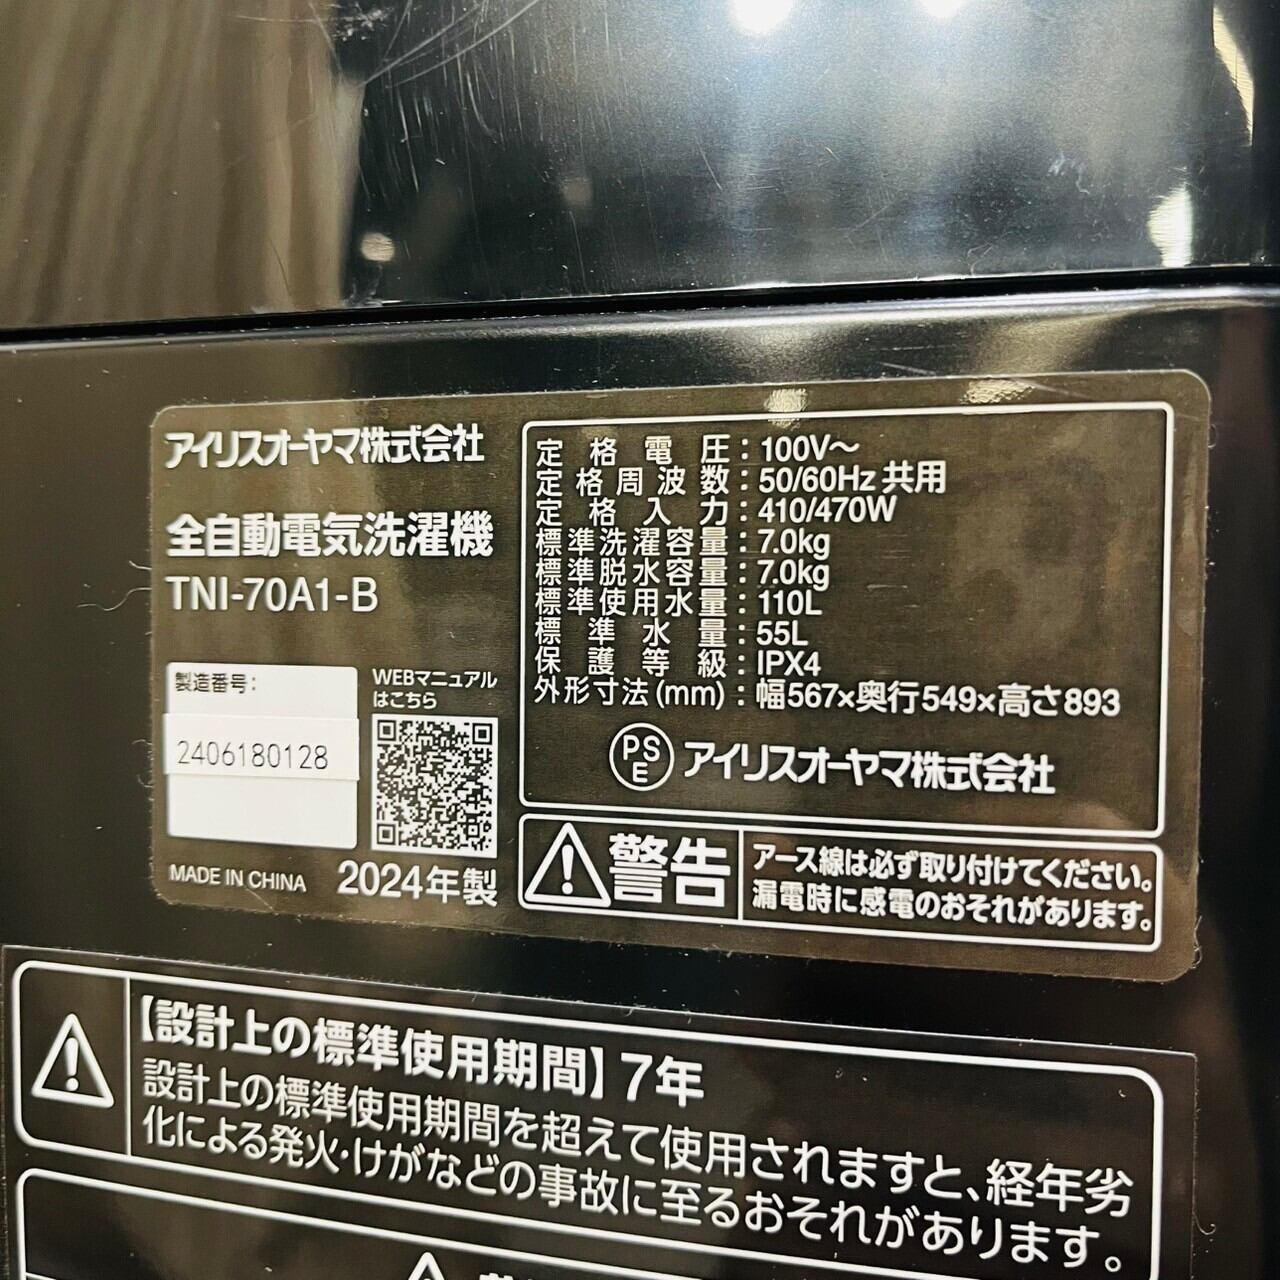 アイリスオーヤマ株式会社
全自動電気洗濯機
TNI-70A1-B
製造番号:
2406180128
WEBマニュアル
はこちら
MADE IN CHINA
2024年製
定格電圧:100V～
定格周波数:50/60Hz 共用
定格入力:410/470W
標準洗濯容量:7.0kg
標準脱水容量:7.0kg
標準使用水量:110L
標準水量:55L
保護等級:IPX4
外形寸法(mm):幅567×奥行549×高さ893
PS
E
アイリスオーヤマ株式会社
警告
アース線は必ず取り付けてください。
漏電時に感電のおそれがあります。
【設計上の標準使用期間】7年
設計上の標準使用期間を超えて使用されますと、経年劣
化による発火・けがなどの事故に至るおそれがあります。